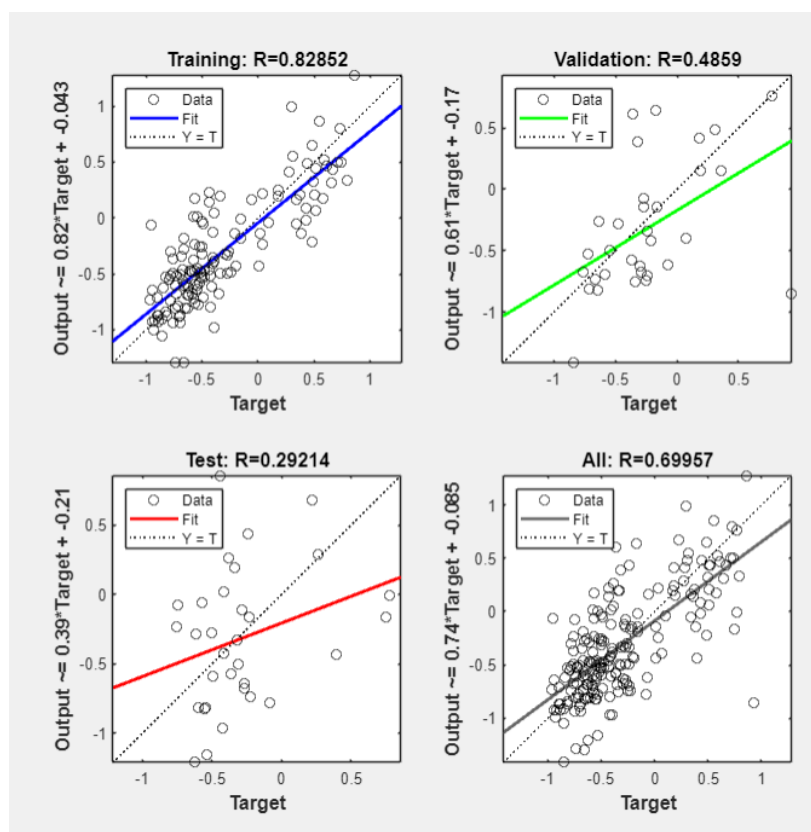 Training: R=0.82852
Output ~= 0.82*Target + -0.043
Data
Fit
Y = T
1
0.5
0
-0.5
-1
-1
-0.5
0
0.5
1
Target
Validation: R=0.4859
Output ~= 0.61*Target + -0.17
Data
Fit
Y = T
0.5
0
-0.5
-1
-1
-0.5
0
0.5
Target
Test: R=0.29214
Output ~= 0.39*Target + -0.21
Data
Fit
Y = T
0.5
0
-0.5
-1
-1
-0.5
0
0.5
Target
All: R=0.69957
Output ~= 0.74*Target + -0.085
Data
Fit
Y = T
1
0.5
0
-0.5
-1
-1
-0.5
0
0.5
1
Target